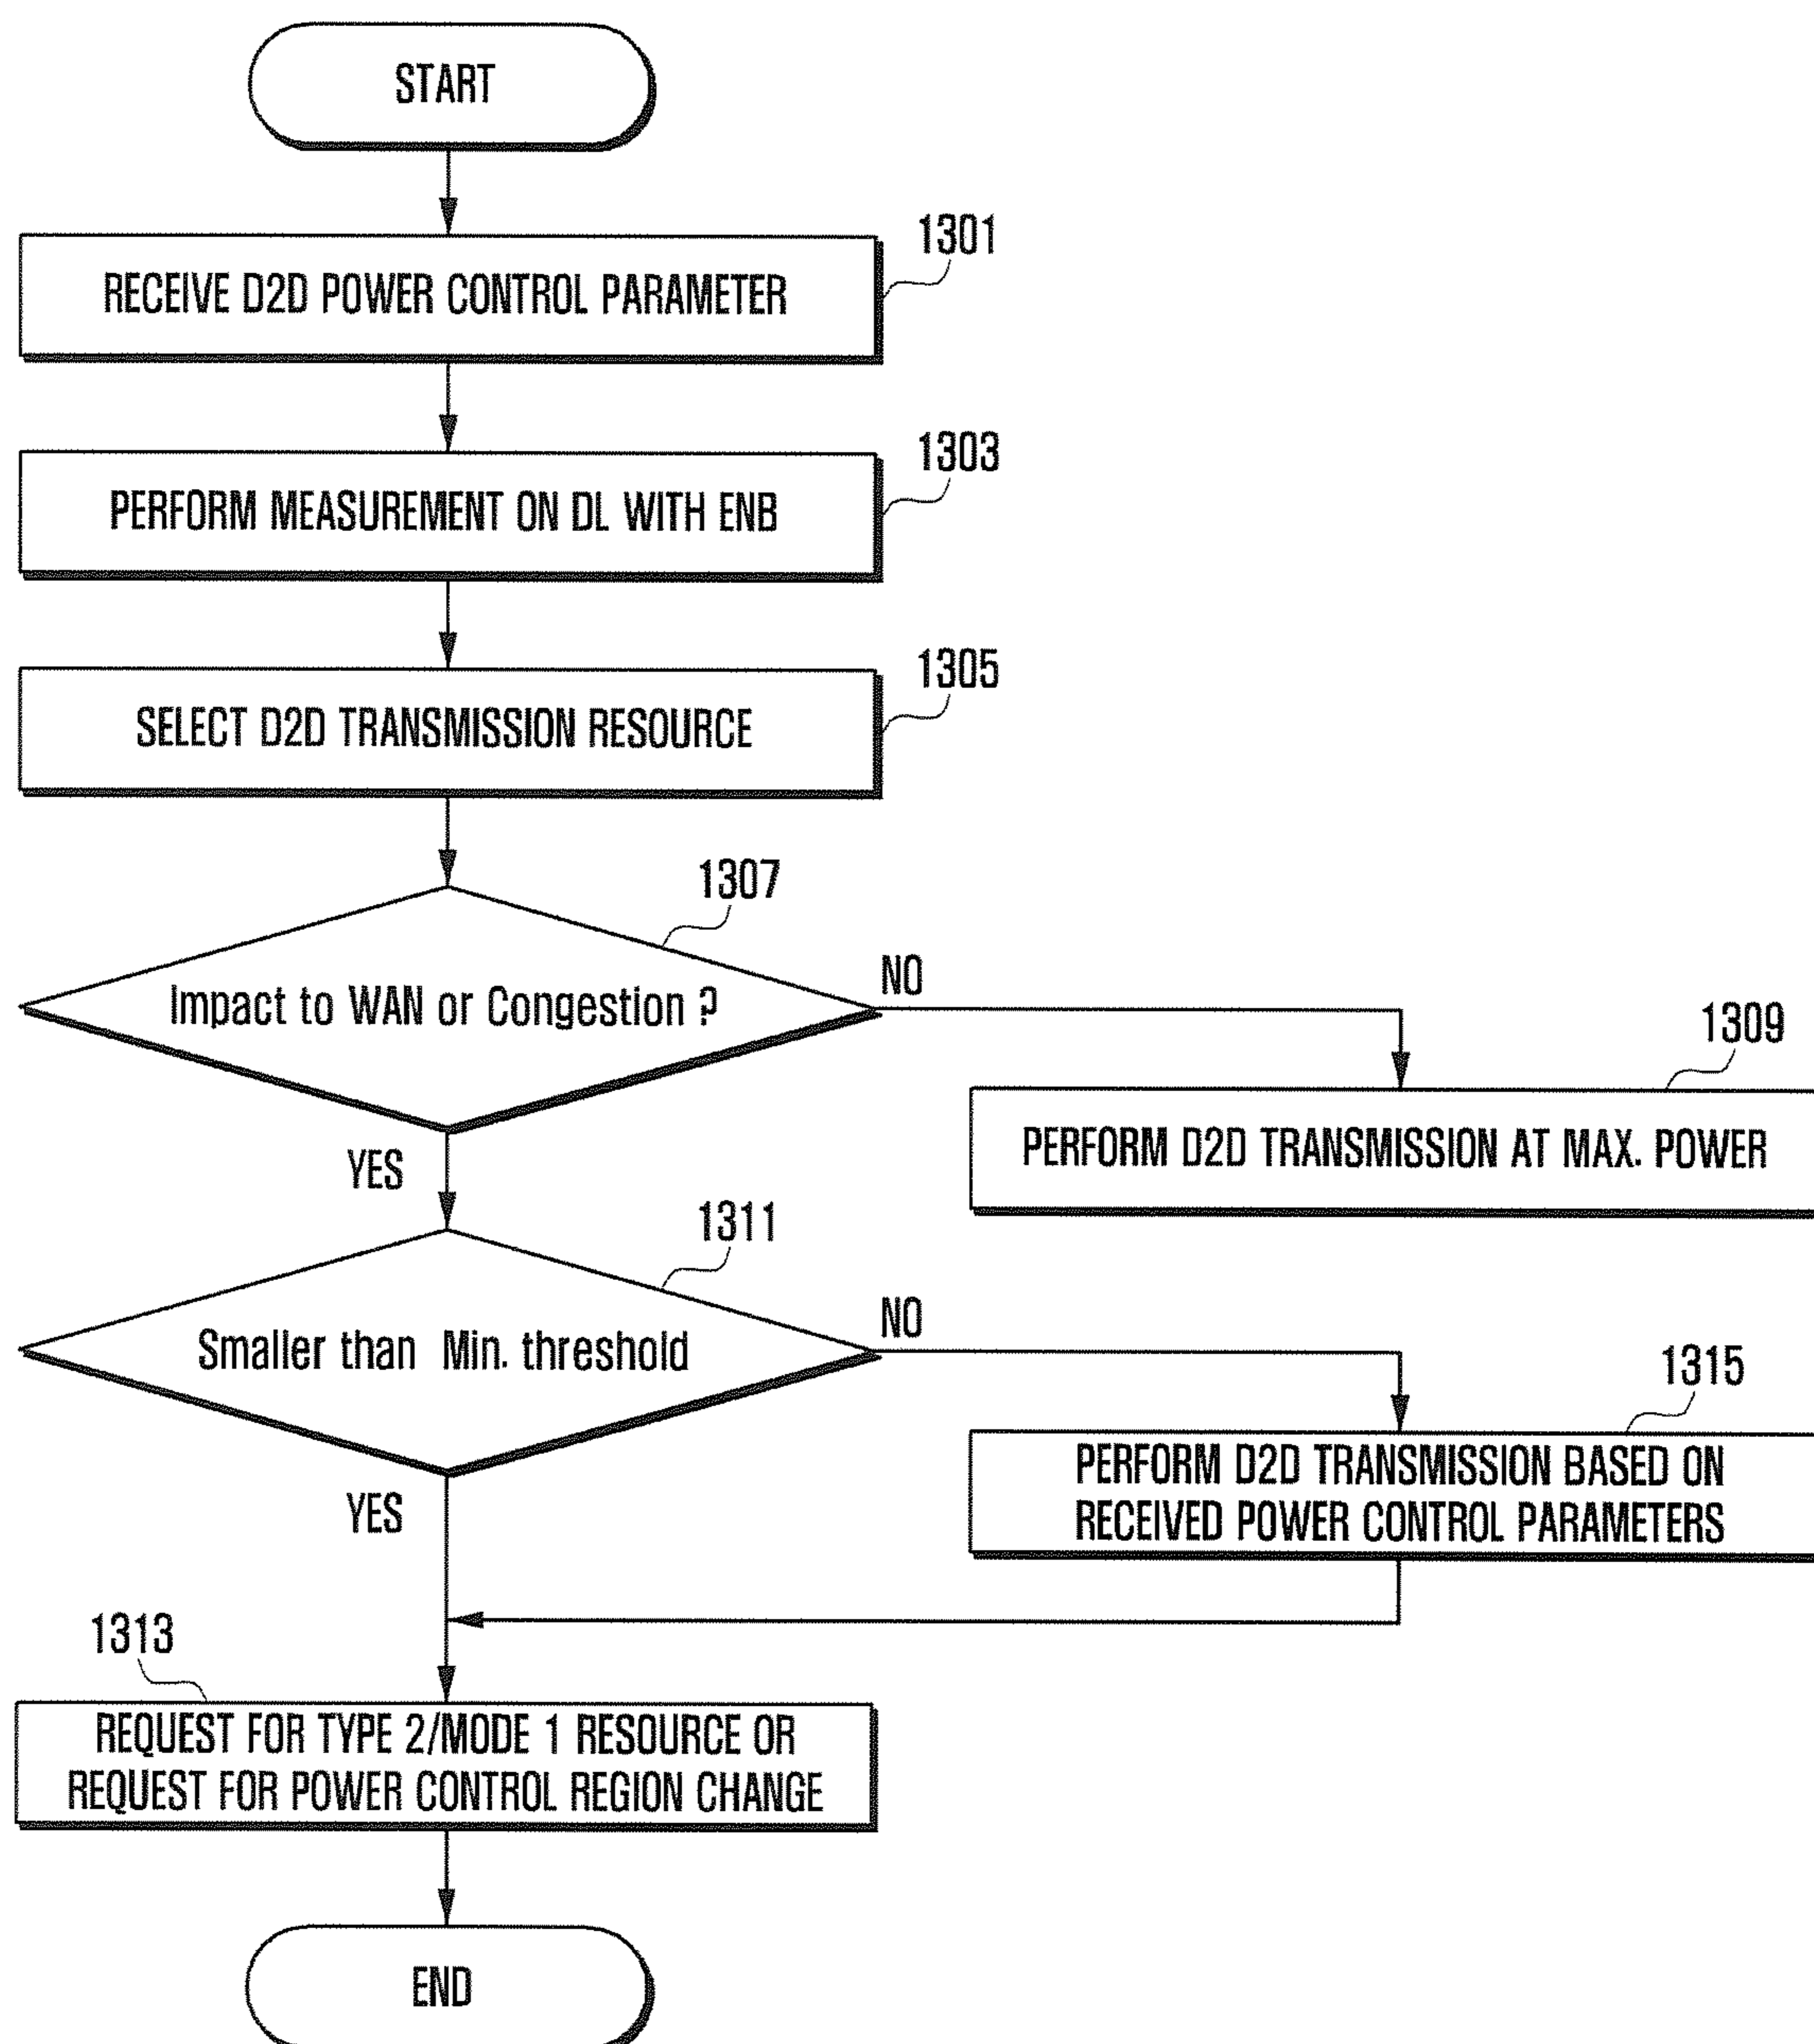 START
1301
RECEIVE D2D POWER CONTROL PARAMETER
1303
PERFORM MEASUREMENT ON DL WITH ENB
1305
SELECT D2D TRANSMISSION RESOURCE
1307
Impact to WAN or Congestion ?
NO
1309
PERFORM D2D TRANSMISSION AT MAX. POWER
YES
1311
Smaller than Min. threshold
NO
1315
PERFORM D2D TRANSMISSION BASED ON
RECEIVED POWER CONTROL PARAMETERS
YES
1313
REQUEST FOR TYPE 2/MODE 1 RESOURCE OR
REQUEST FOR POWER CONTROL REGION CHANGE
END